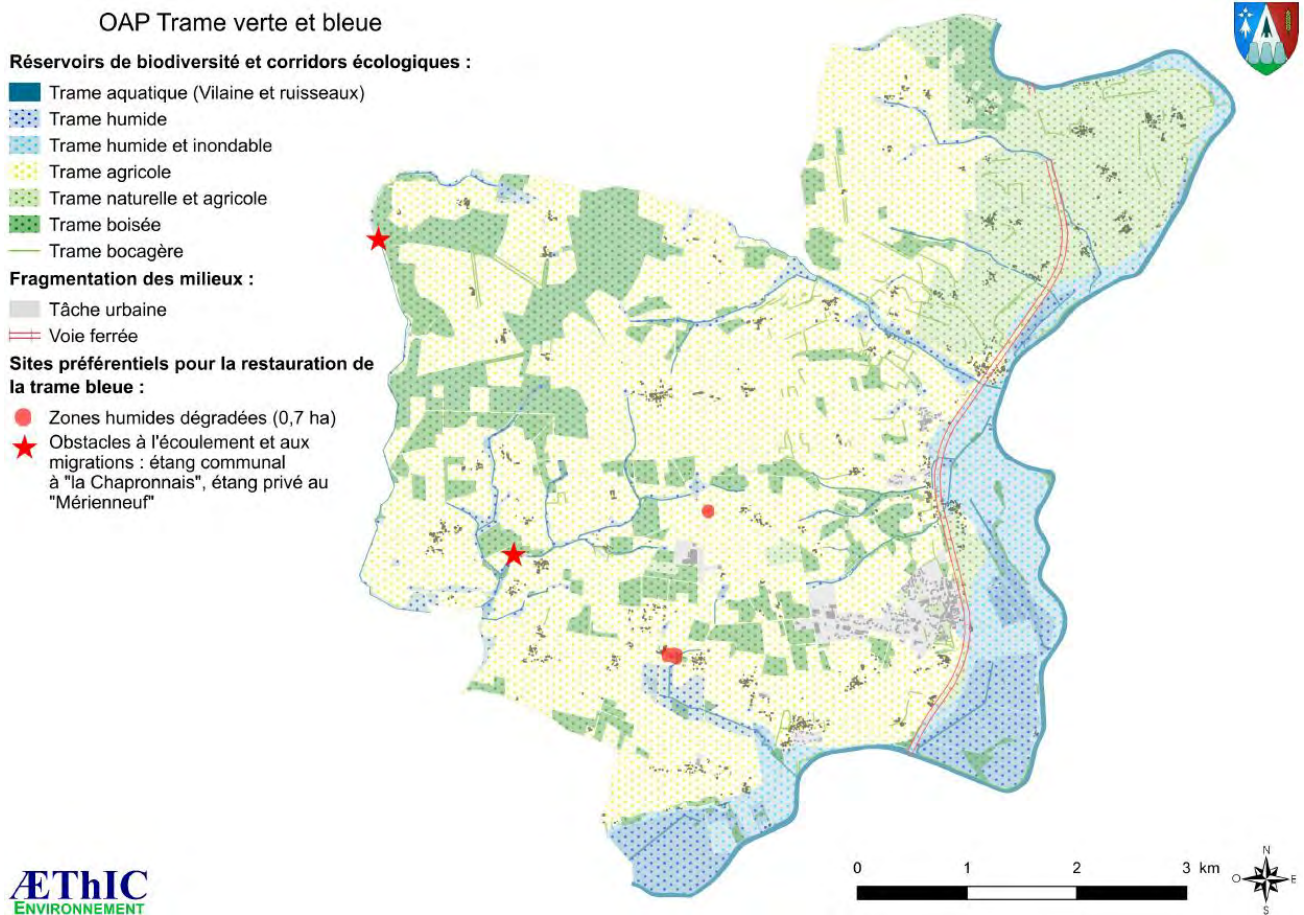 OAP Trame verte et bleue
Réservoirs de biodiversité et corridors écologiques :
Trame aquatique (Vilaine et ruisseaux)
Trame humide
Trame humide et inondable
Trame agricole
Trame naturelle et agricole
Trame boisée
Trame bocagère
Fragmentation des milieux :
Tâche urbaine
Voie ferrée
Sites préférentiels pour la restauration de
la trame bleue :
Zones humides dégradées (0,7 ha)
Obstacles à l'écoulement et aux
migrations : étang communal
à "la Chapronnais", étang privé au
"Mérienneuf"
ÆThIC
ENVIRONNEMENT
0 1 2 3 km
N
O E
S